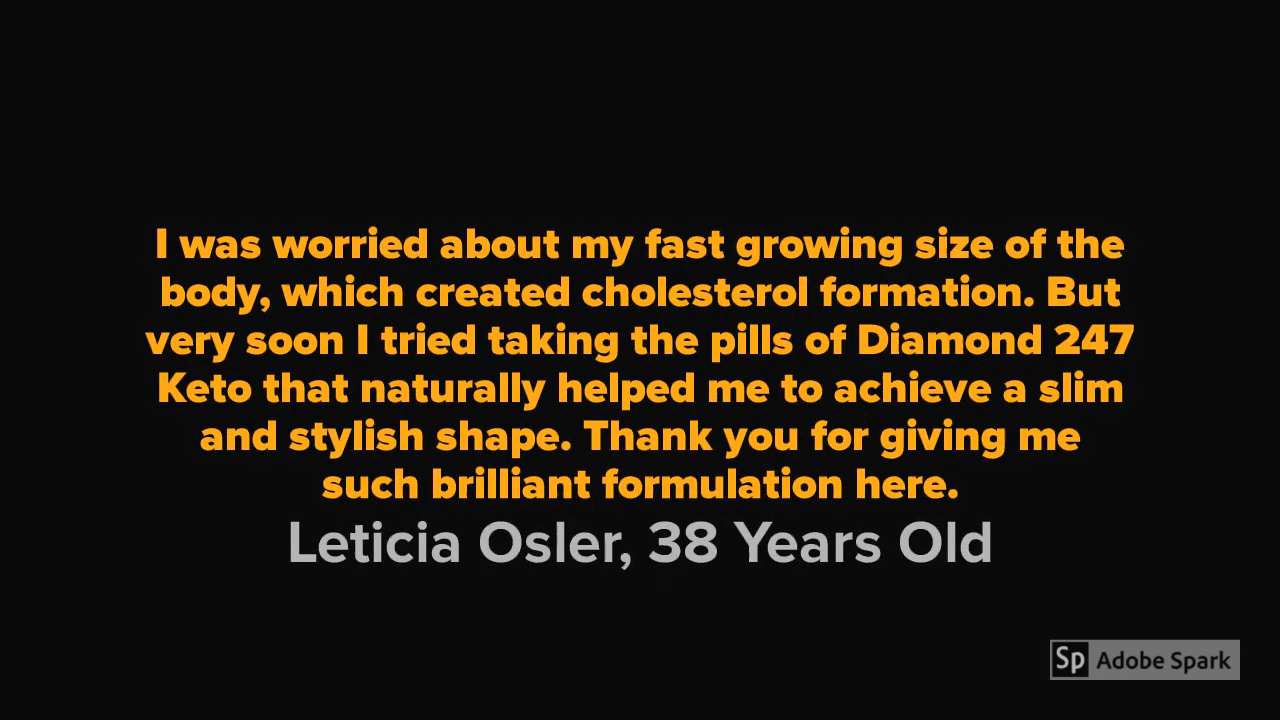 I was worried about my fast growing size of the
body, which created cholesterol formation. But
very soon I tried taking the pills of Diamond 247
Keto that naturally helped me to achieve a slim
and stylish shape. Thank you for giving me
such brilliant formulation here.
Leticia Osler, 38 Years Old
Sp Adobe Spark